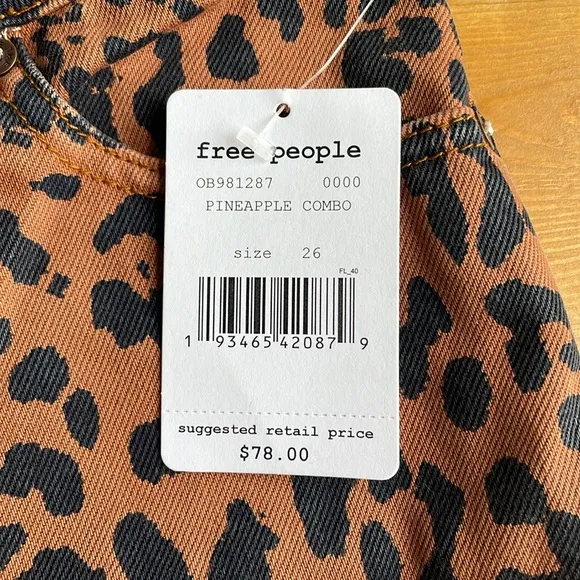 free people
OB981287 0000
PINEAPPLE COMBO
size 26
FL_40
1 93465 42087 9
suggested retail price
$78.00